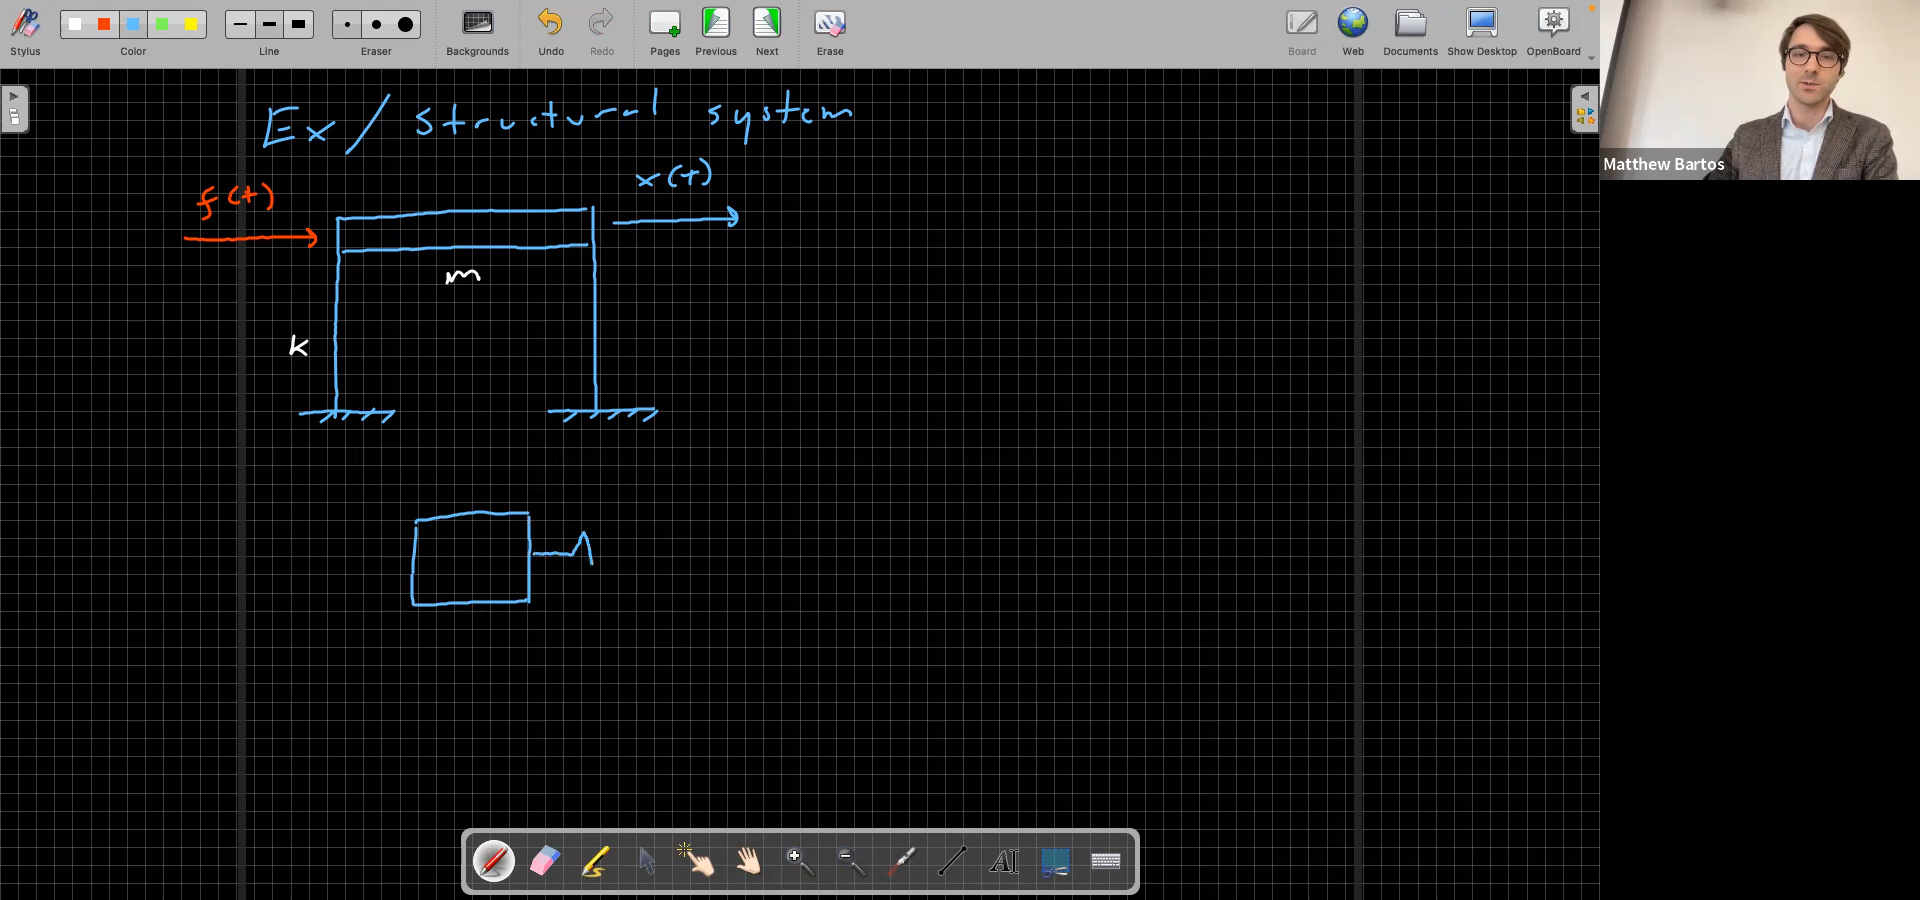 Stylus Color Line Eraser Backgrounds Undo Redo Pages Previous Next Erase Board Web Documents Show Desktop OpenBoard
Ex / structural system
Matthew Bartos
x(t)
f(t)
m
k
AI